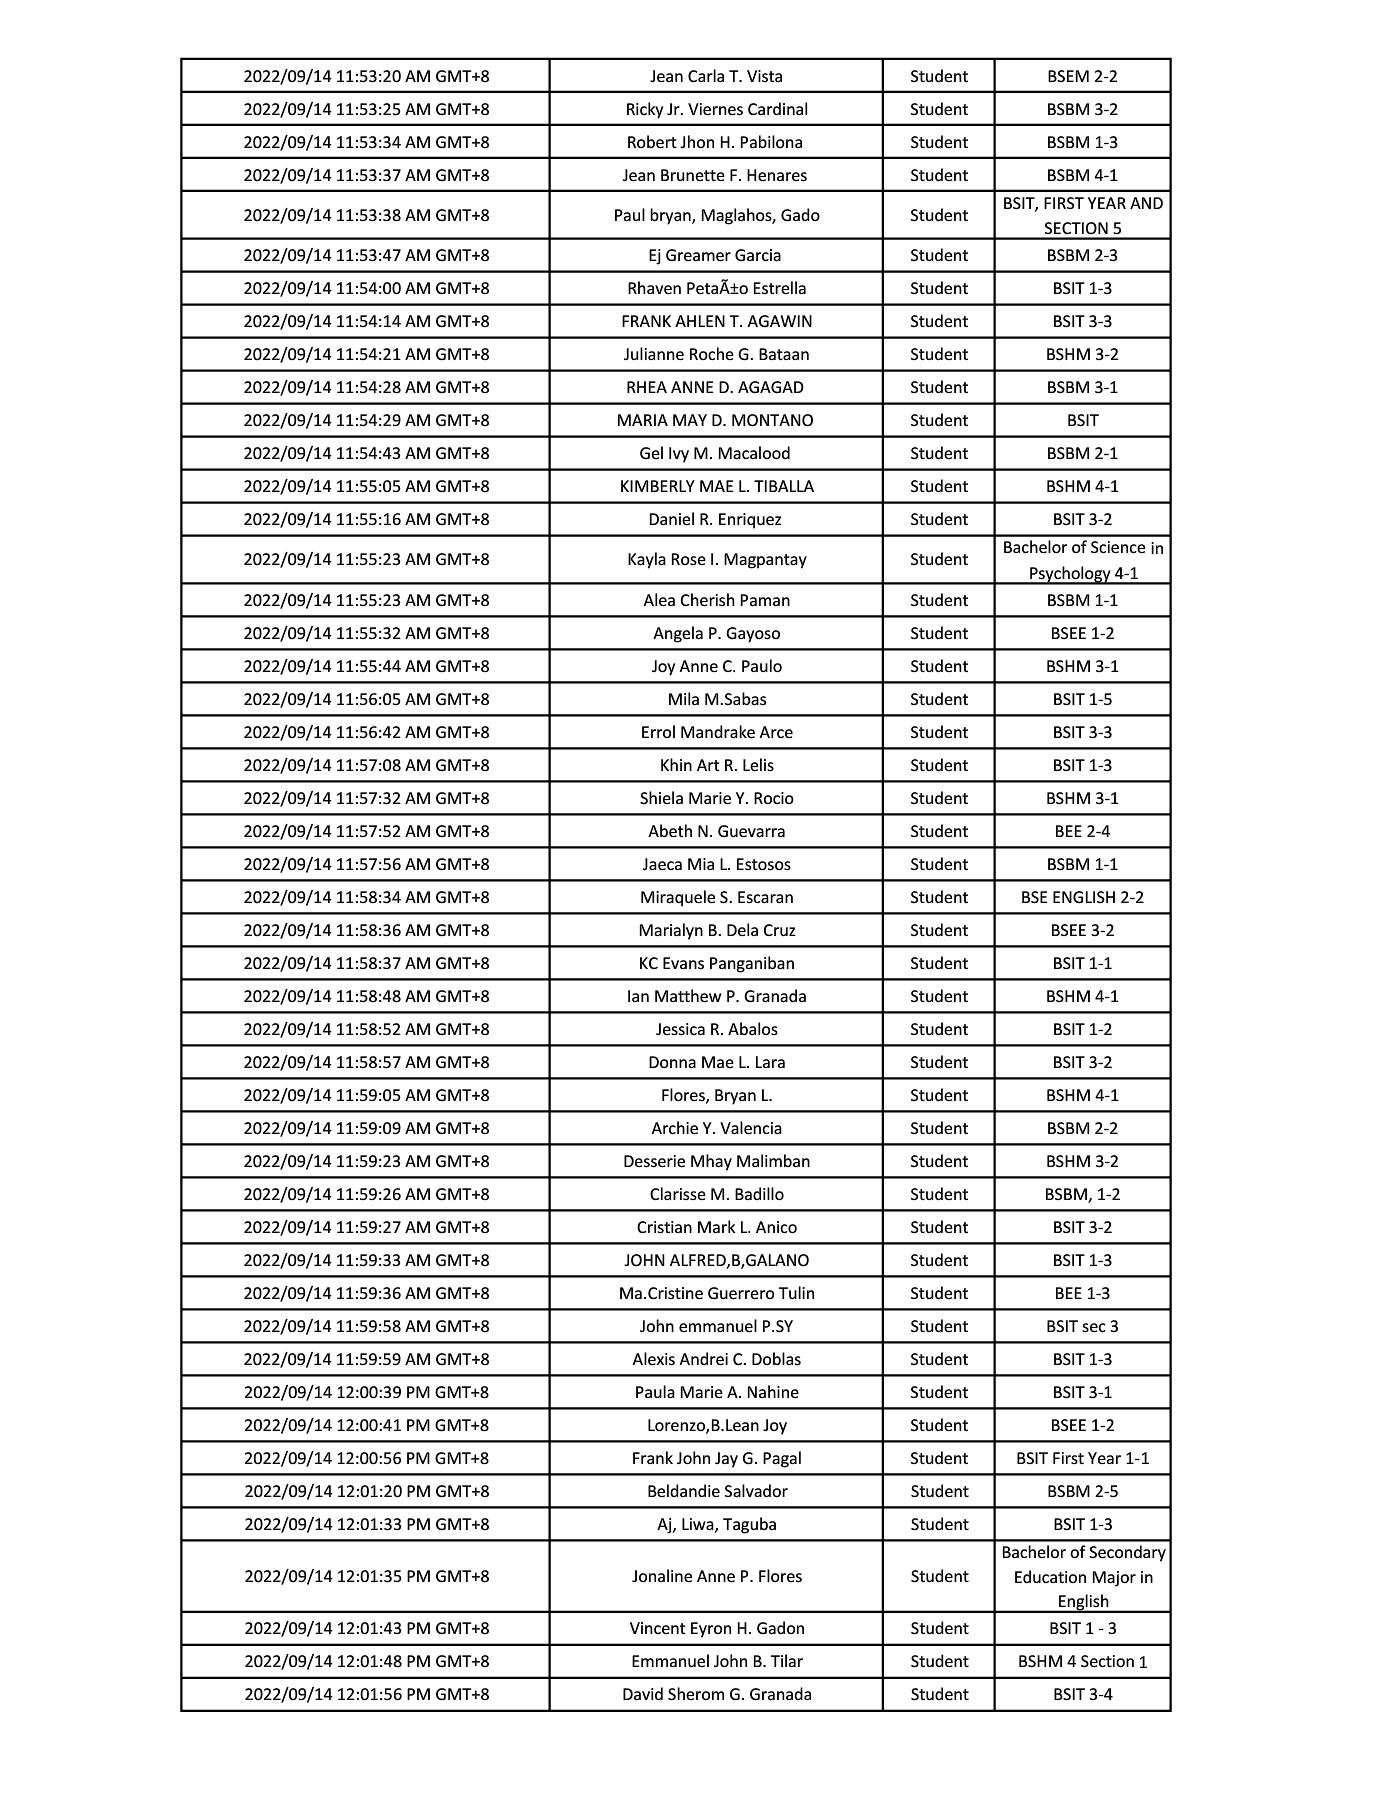 2022/09/14 11:53:20 AM GMT+8 Jean Carla T. Vista Student BSEM 2-2
2022/09/14 11:53:25 AM GMT+8 Ricky Jr. Viernes Cardinal Student BSBM 3-2
2022/09/14 11:53:34 AM GMT+8 Robert Jhon H. Pabilona Student BSBM 1-3
2022/09/14 11:53:37 AM GMT+8 Jean Brunette F. Henares Student BSBM 4-1
2022/09/14 11:53:38 AM GMT+8 Paul bryan, Maglahos, Gado Student BSIT, FIRST YEAR AND
SECTION 5
2022/09/14 11:53:47 AM GMT+8 Ej Greamer Garcia Student BSBM 2-3
2022/09/14 11:54:00 AM GMT+8 Rhaven PetaÃ±o Estrella Student BSIT 1-3
2022/09/14 11:54:14 AM GMT+8 FRANK AHLEN T. AGAWIN Student BSIT 3-3
2022/09/14 11:54:21 AM GMT+8 Julianne Roche G. Bataan Student BSHM 3-2
2022/09/14 11:54:28 AM GMT+8 RHEA ANNE D. AGAGAD Student BSBM 3-1
2022/09/14 11:54:29 AM GMT+8 MARIA MAY D. MONTANO Student BSIT
2022/09/14 11:54:43 AM GMT+8 Gel Ivy M. Macalood Student BSBM 2-1
2022/09/14 11:55:05 AM GMT+8 KIMBERLY MAE L. TIBALLA Student BSHM 4-1
2022/09/14 11:55:16 AM GMT+8 Daniel R. Enriquez Student BSIT 3-2
2022/09/14 11:55:23 AM GMT+8 Kayla Rose I. Magpantay Student Bachelor of Science in
Psychology 4-1
2022/09/14 11:55:23 AM GMT+8 Alea Cherish Paman Student BSBM 1-1
2022/09/14 11:55:32 AM GMT+8 Angela P. Gayoso Student BSEE 1-2
2022/09/14 11:55:44 AM GMT+8 Joy Anne C. Paulo Student BSHM 3-1
2022/09/14 11:56:05 AM GMT+8 Mila M.Sabas Student BSIT 1-5
2022/09/14 11:56:42 AM GMT+8 Errol Mandrake Arce Student BSIT 3-3
2022/09/14 11:57:08 AM GMT+8 Khin Art R. Lelis Student BSIT 1-3
2022/09/14 11:57:32 AM GMT+8 Shiela Marie Y. Rocio Student BSHM 3-1
2022/09/14 11:57:52 AM GMT+8 Abeth N. Guevarra Student BEE 2-4
2022/09/14 11:57:56 AM GMT+8 Jaeca Mia L. Estosos Student BSBM 1-1
2022/09/14 11:58:34 AM GMT+8 Miraquele S. Escaran Student BSE ENGLISH 2-2
2022/09/14 11:58:36 AM GMT+8 Marialyn B. Dela Cruz Student BSEE 3-2
2022/09/14 11:58:37 AM GMT+8 KC Evans Panganiban Student BSIT 1-1
2022/09/14 11:58:48 AM GMT+8 Ian Matthew P. Granada Student BSHM 4-1
2022/09/14 11:58:52 AM GMT+8 Jessica R. Abalos Student BSIT 1-2
2022/09/14 11:58:57 AM GMT+8 Donna Mae L. Lara Student BSIT 3-2
2022/09/14 11:59:05 AM GMT+8 Flores, Bryan L. Student BSHM 4-1
2022/09/14 11:59:09 AM GMT+8 Archie Y. Valencia Student BSBM 2-2
2022/09/14 11:59:23 AM GMT+8 Desserie Mhay Malimban Student BSHM 3-2
2022/09/14 11:59:26 AM GMT+8 Clarisse M. Badillo Student BSBM, 1-2
2022/09/14 11:59:27 AM GMT+8 Cristian Mark L. Anico Student BSIT 3-2
2022/09/14 11:59:33 AM GMT+8 JOHN ALFRED,B,GALANO Student BSIT 1-3
2022/09/14 11:59:36 AM GMT+8 Ma.Cristine Guerrero Tulin Student BEE 1-3
2022/09/14 11:59:58 AM GMT+8 John emmanuel P.SY Student BSIT sec 3
2022/09/14 11:59:59 AM GMT+8 Alexis Andrei C. Doblas Student BSIT 1-3
2022/09/14 12:00:39 PM GMT+8 Paula Marie A. Nahine Student BSIT 3-1
2022/09/14 12:00:41 PM GMT+8 Lorenzo,B.Lean Joy Student BSEE 1-2
2022/09/14 12:00:56 PM GMT+8 Frank John Jay G. Pagal Student BSIT First Year 1-1
2022/09/14 12:01:20 PM GMT+8 Beldandie Salvador Student BSBM 2-5
2022/09/14 12:01:33 PM GMT+8 Aj, Liwa, Taguba Student BSIT 1-3
2022/09/14 12:01:35 PM GMT+8 Jonaline Anne P. Flores Student Bachelor of Secondary
Education Major in
English
2022/09/14 12:01:43 PM GMT+8 Vincent Eyron H. Gadon Student BSIT 1 - 3
2022/09/14 12:01:48 PM GMT+8 Emmanuel John B. Tilar Student BSHM 4 Section 1
2022/09/14 12:01:56 PM GMT+8 David Sherom G. Granada Student BSIT 3-4